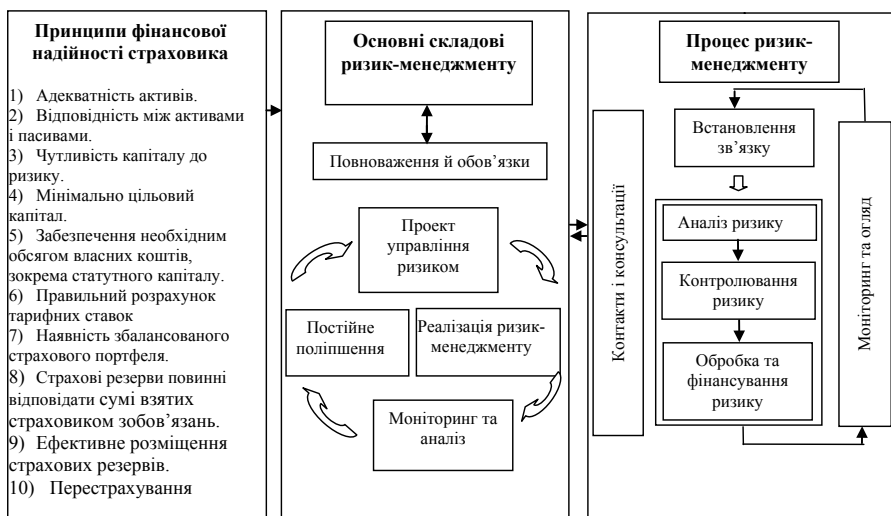 Принципи фінансової
надійності страховика
1) Адекватність активів.
2) Відповідність між активами
і пасивами.
3) Чутливість капіталу до
ризику.
4) Мінімально цільовий
капітал.
5) Забезпечення необхідним
обсягом власних коштів,
зокрема статутного капіталу.
6) Правильний розрахунок
тарифних ставок
7) Наявність збалансованого
страхового портфеля.
8) Страхові резерви повинні
відповідати сумі взятих
страховиком зобов’язань.
9) Ефективне розміщення
страхових резервів.
10) Перестрахування
Основні складові
ризик-менеджменту
Повноваження й обов’язки
Проект
управління
ризиком
Постійне
поліпшення
Реалізація ризик-
менеджменту
Моніторинг та
аналіз
Процес ризик-
менеджменту
Контакти і консультації
Встановлення
зв’язку
Аналіз ризику
Контролювання
ризику
Обробка та
фінансування
ризику
Моніторинг та огляд